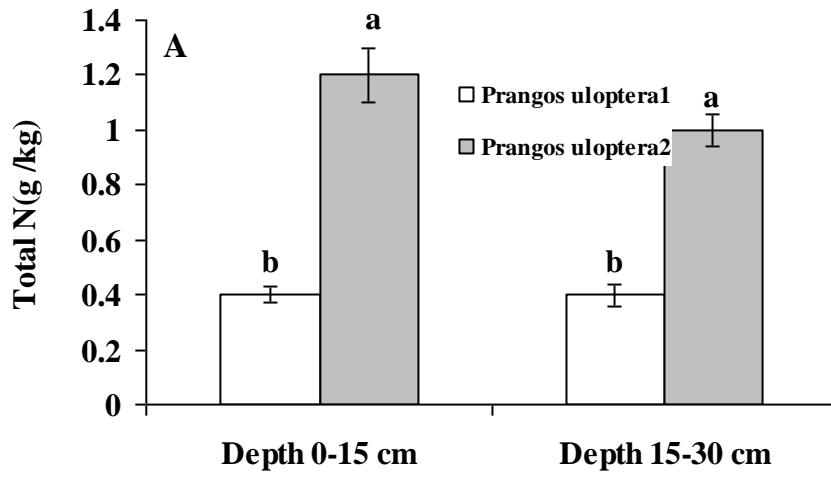 A
Total N(g /kg)
1.4
1.2
1
0.8
0.6
0.4
0.2
0
a
b
a
b
Prangos uloptera1
Prangos uloptera2
Depth 0-15 cm
Depth 15-30 cm